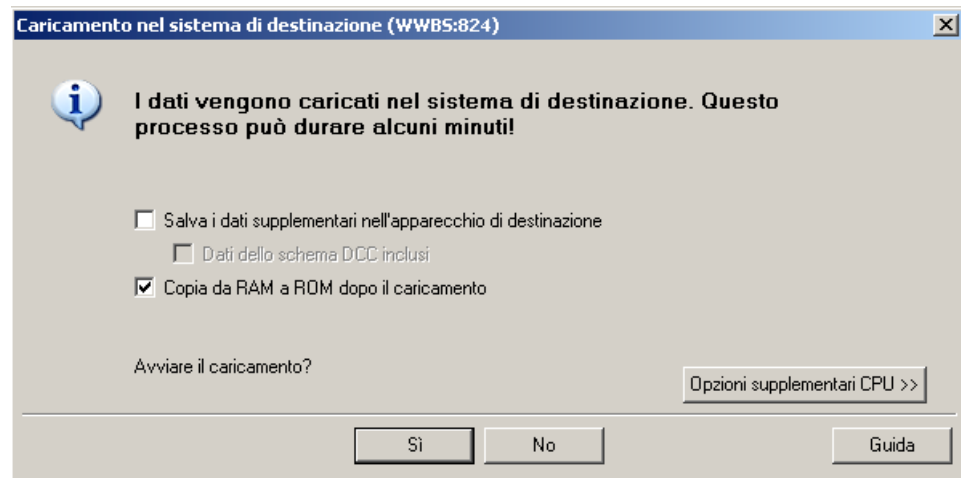 Caricamento nel sistema di destinazione (WWBS:824)
I dati vengono caricati nel sistema di destinazione. Questo
processo può durare alcuni minuti!
Salva i dati supplementari nell'apparecchio di destinazione
Dati dello schema DCC inclusi
Copia da RAM a ROM dopo il caricamento
Avviare il caricamento?
Opzioni supplementari CPU >>
Sì
No
Guida